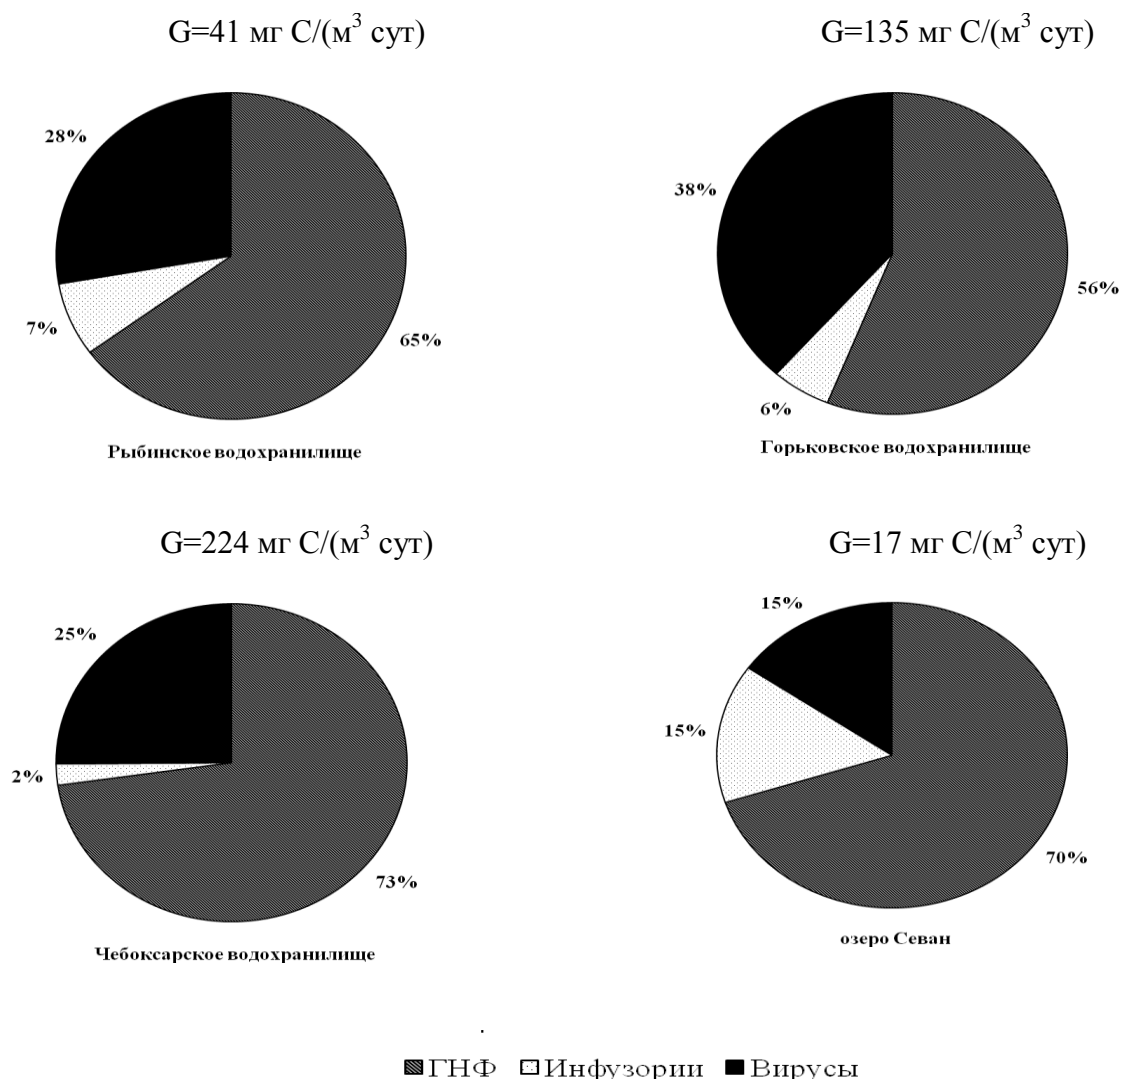 G=41 мг С/(м³ сут)
G=135 мг С/(м³ сут)
28%
7%
65%
Рыбинское водохранилище
38%
6%
56%
Горьковское водохранилище
G=224 мг С/(м³ сут)
G=17 мг С/(м³ сут)
25%
2%
73%
Чебоксарское водохранилище
15%
15%
70%
озеро Севан
.
ГНФ Инфузории Вирусы